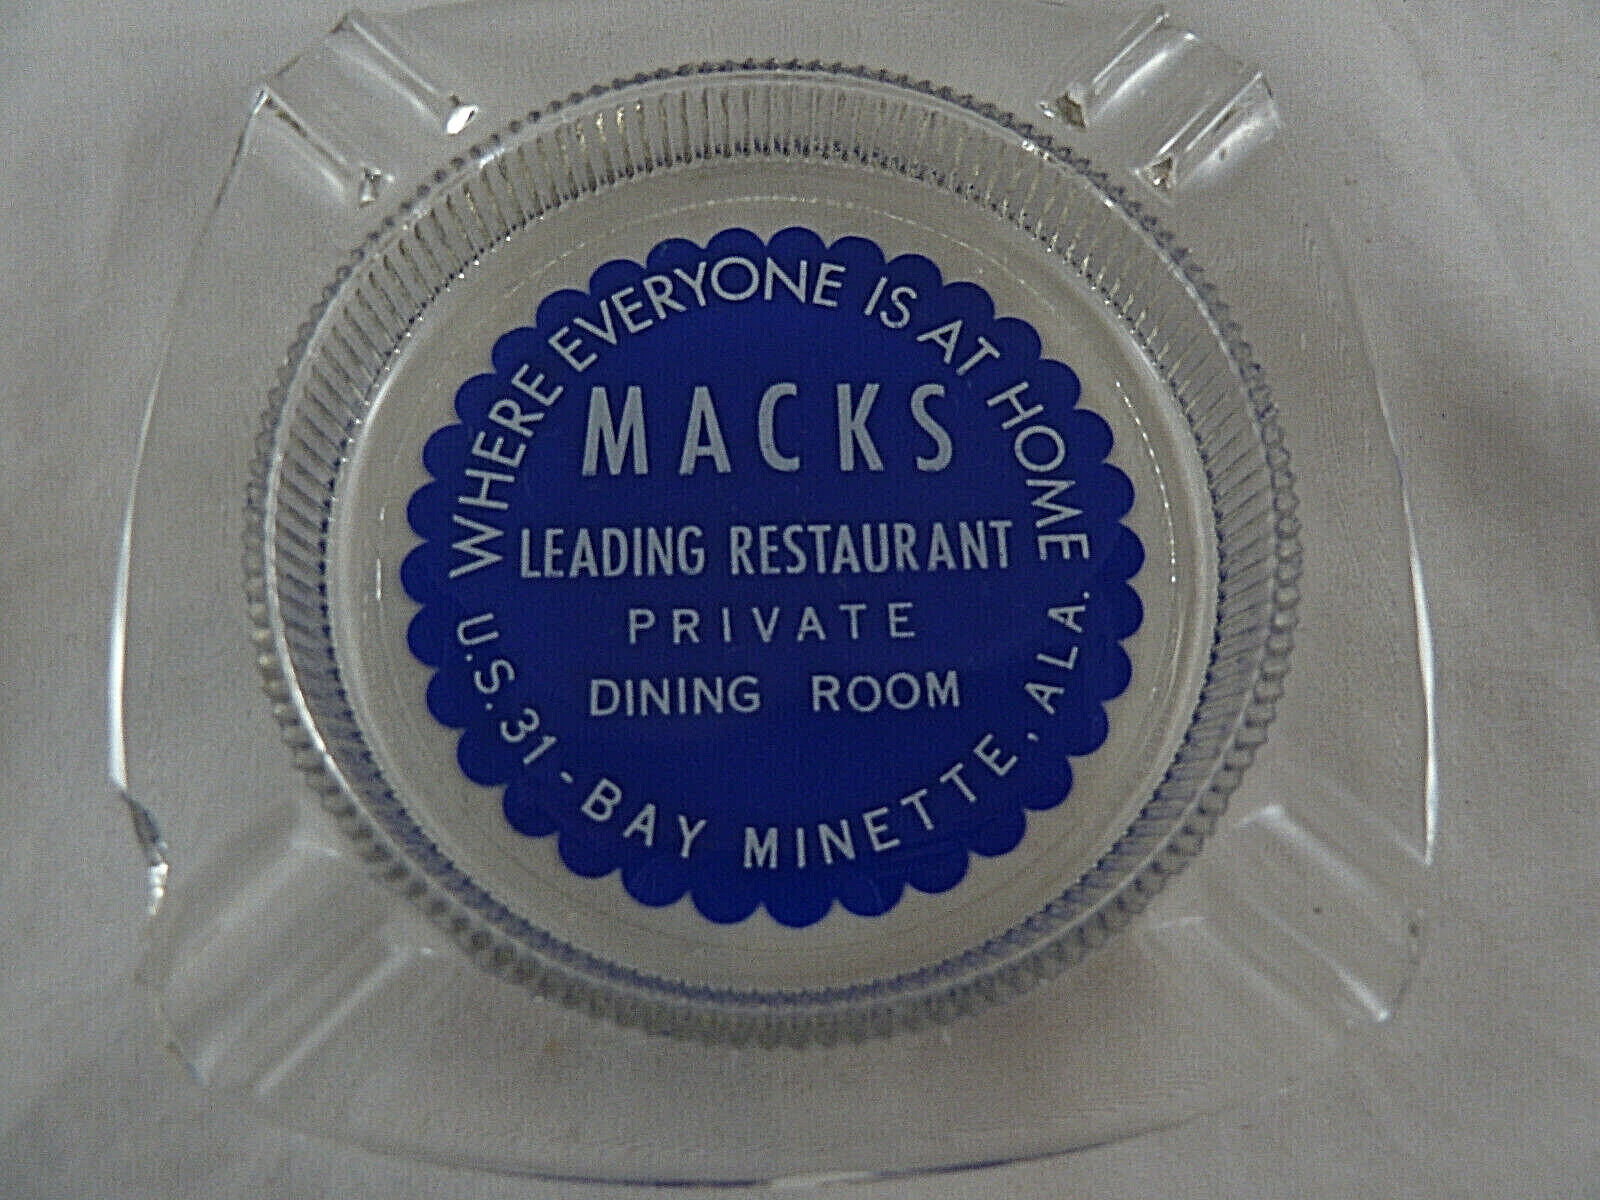 WHERE EVERYONE IS AT HOME
MACKS
LEADING RESTAURANT
PRIVATE
DINING ROOM
U.S. 31 - BAY MINETTE, ALA.